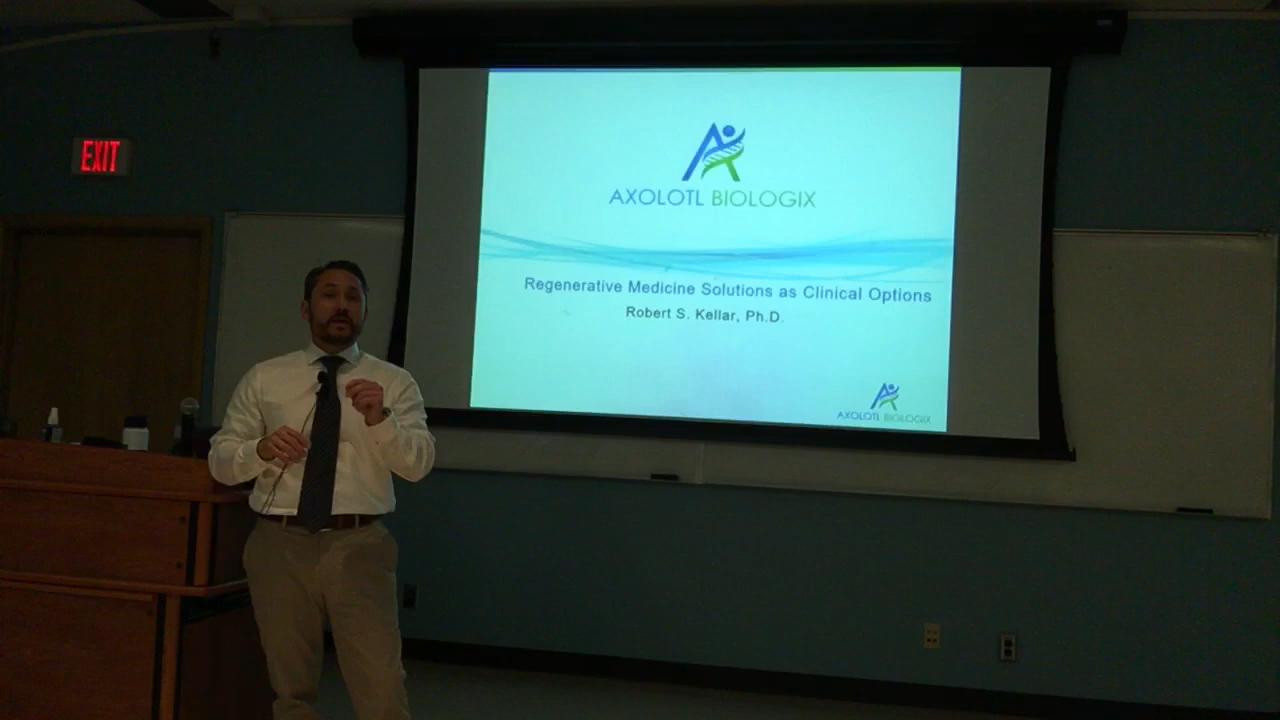 EXIT
AXOLOTL BIOLOGIX
Regenerative Medicine Solutions as Clinical Options
Robert S. Kellar, Ph.D.
AXOLOTL BIOLOGIX